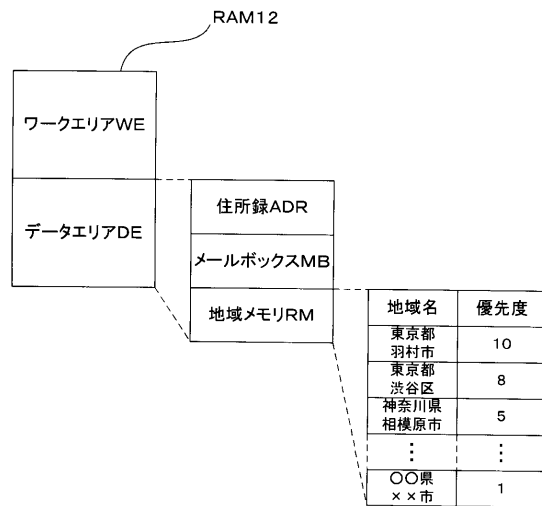 RAM12
ワークエリアWE
データエリアDE
住所録ADR
メールボックスMB
地域メモリRM
地域名 優先度
東京都
羽村市 10
東京都
渋谷区 8
神奈川県
相模原市 5
⋮ ⋮
○○県
××市 1